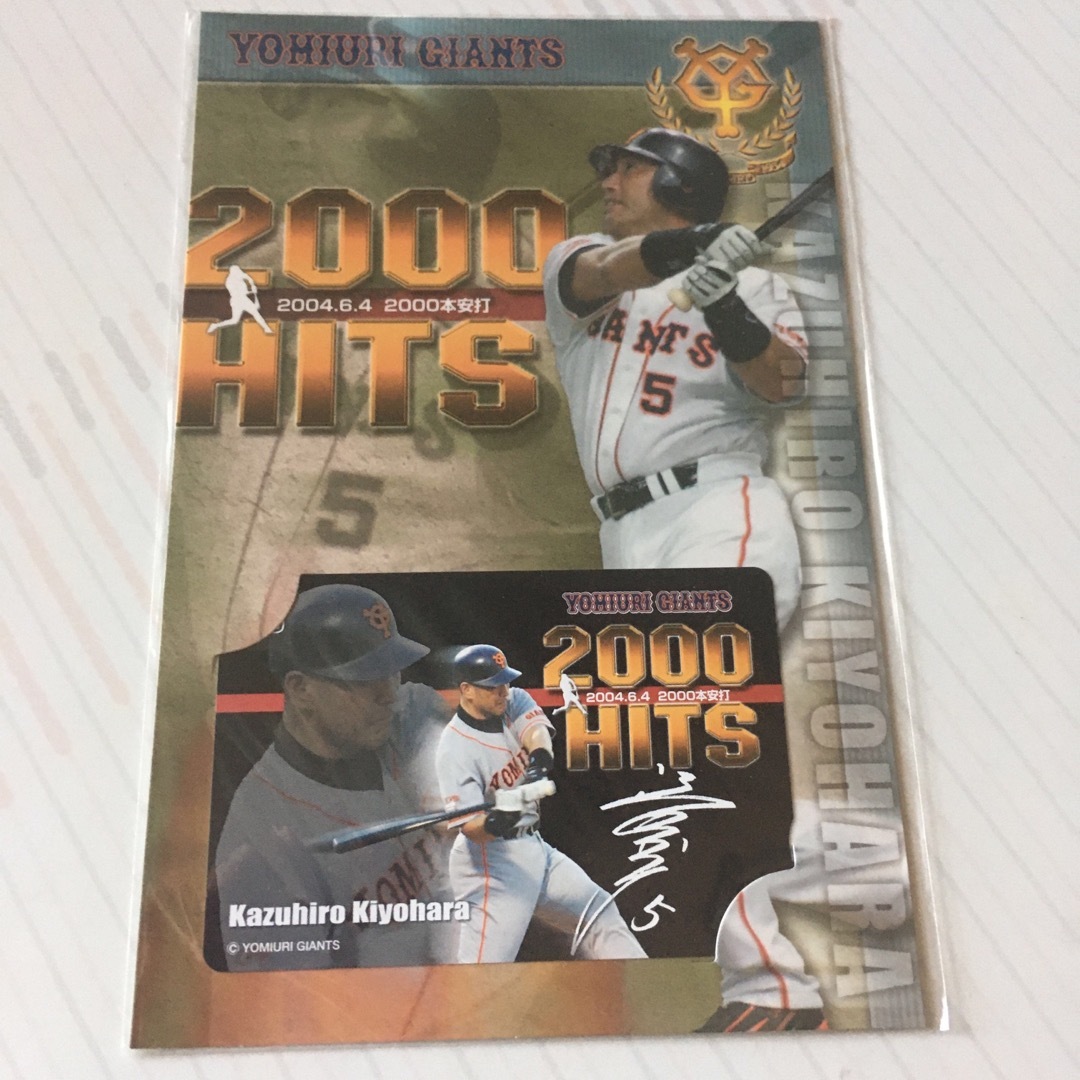 YOMIURI GIANTS
2000
2004.6.4 2000本安打
HITS
GIANTS
5
5
KAZUHIRO KIYOHARA
YOMIURI GIANTS
2000
2004.6.4 2000本安打
HITS
YOMI
5
Kazuhiro Kiyohara
© YOMIURI GIANTS